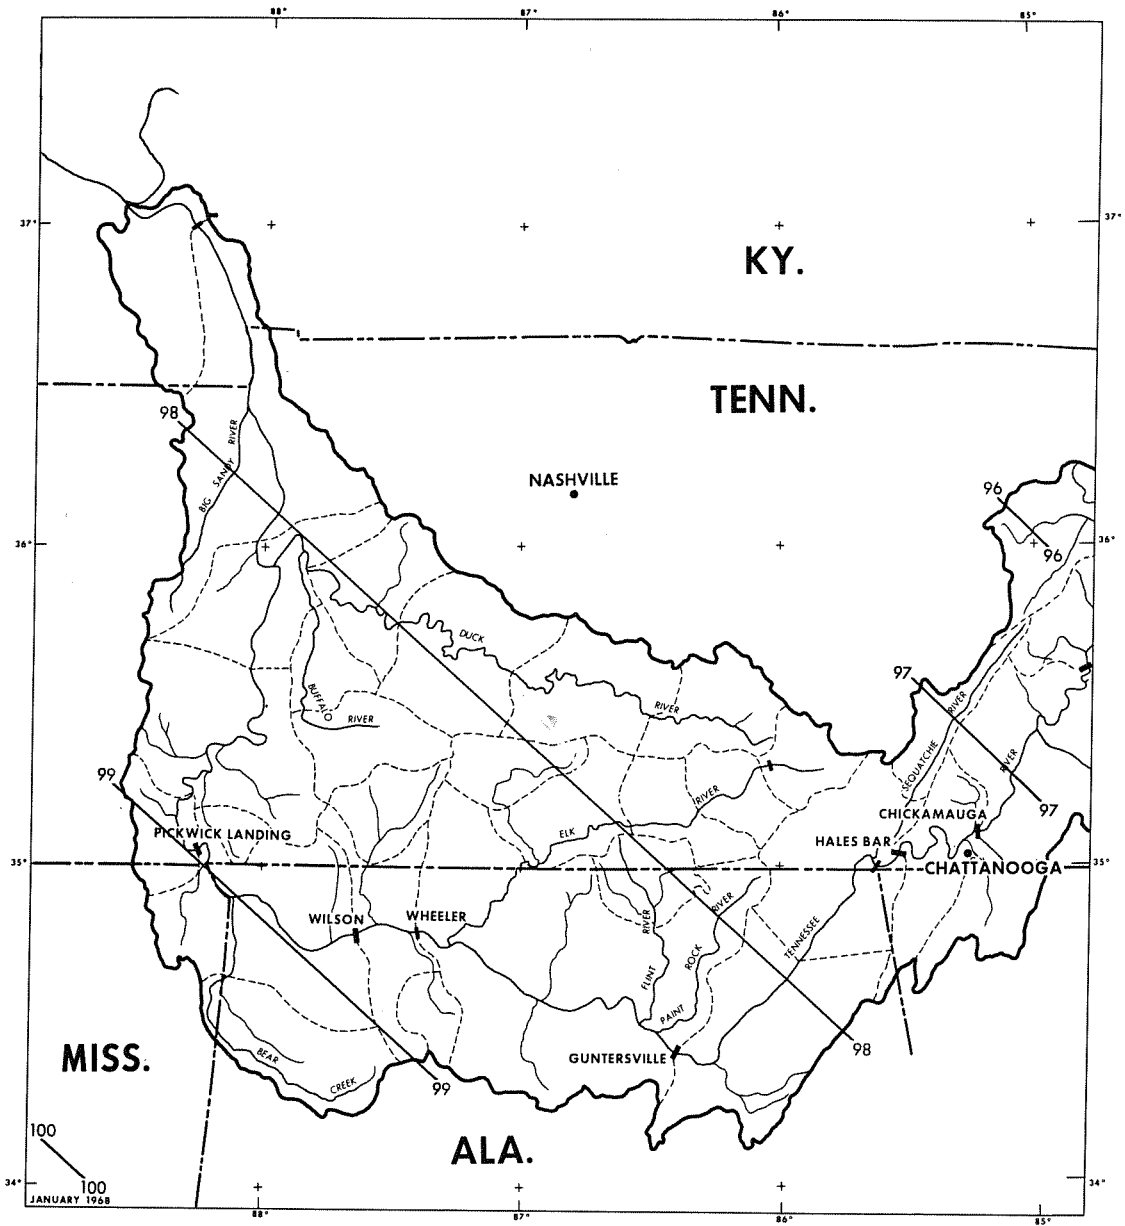 88°
87°
86°
85°
37°
37°
KY.
TENN.
98
BIG SANDY RIVER
NASHVILLE
96
96
36°
36°
DUCK
RIVER
BUFFALO
RIVER
97
RIVER
SEQUATCHIE
RIVER
99
97
RIVER
CHICKAMAUGA
PICKWICK LANDING
ELK
HALES BAR
35°
35°
CHATTANOOGA
WILSON
WHEELER
RIVER
RIVER
TENNESSEE
ROCK
FLINT
PAINT
98
MISS.
BEAR
CREEK
GUNTERSVILLE
99
100
ALA.
100
34°
34°
JANUARY 1968
88°
87°
86°
85°